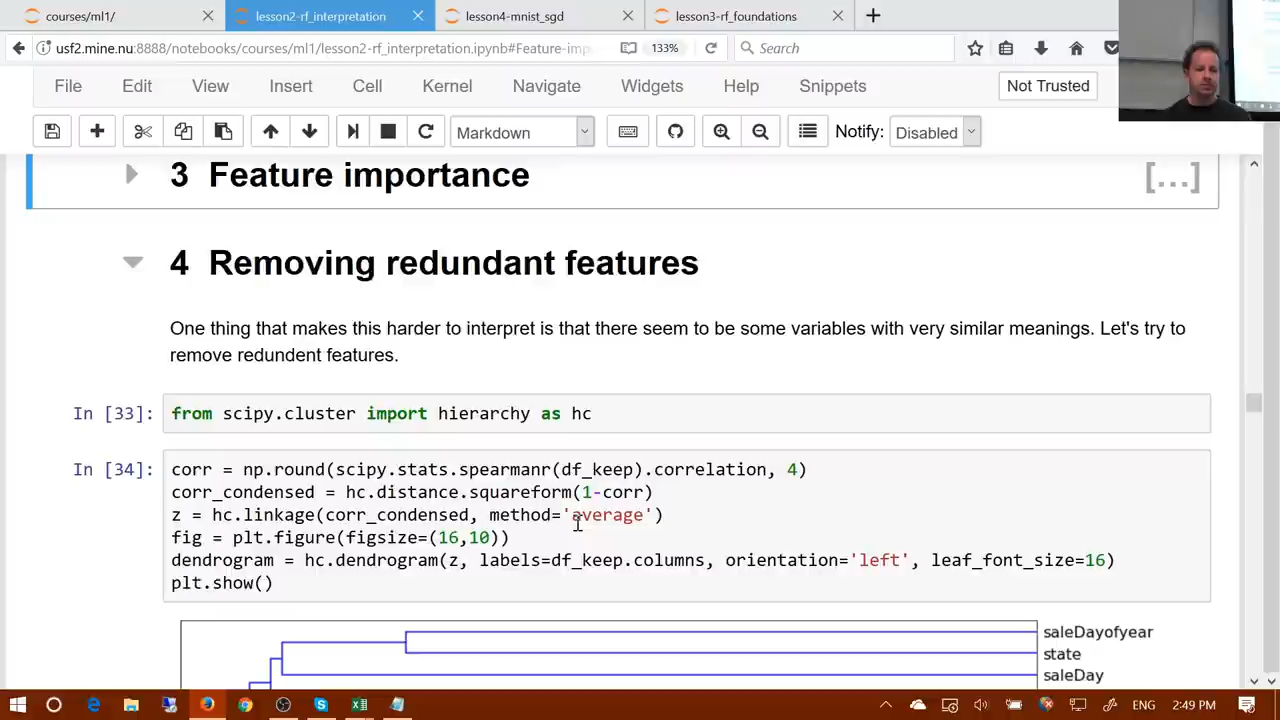 courses/ml1/
lesson2-rf_interpretation
lesson4-mnist_sgd
lesson3-rf_foundations
usf2.mine.nu:8888/notebooks/courses/ml1/lesson2-rf_interpretation.ipynb#Feature-imp
133%
Search
File Edit View Insert Cell Kernel Navigate Widgets Help Snippets
Not Trusted
Markdown
Notify: Disabled
3 Feature importance
[...]
4 Removing redundant features
One thing that makes this harder to interpret is that there seem to be some variables with very similar meanings. Let's try to
remove redundent features.
In [33]: from scipy.cluster import hierarchy as hc
In [34]: corr = np.round(scipy.stats.spearmanr(df_keep).correlation, 4)
corr_condensed = hc.distance.squareform(1-corr)
z = hc.linkage(corr_condensed, method='average')
fig = plt.figure(figsize=(16,10))
dendrogram = hc.dendrogram(z, labels=df_keep.columns, orientation='left', leaf_font_size=16)
plt.show()
saleDayofyear
state
saleDay
ENG 2:49 PM